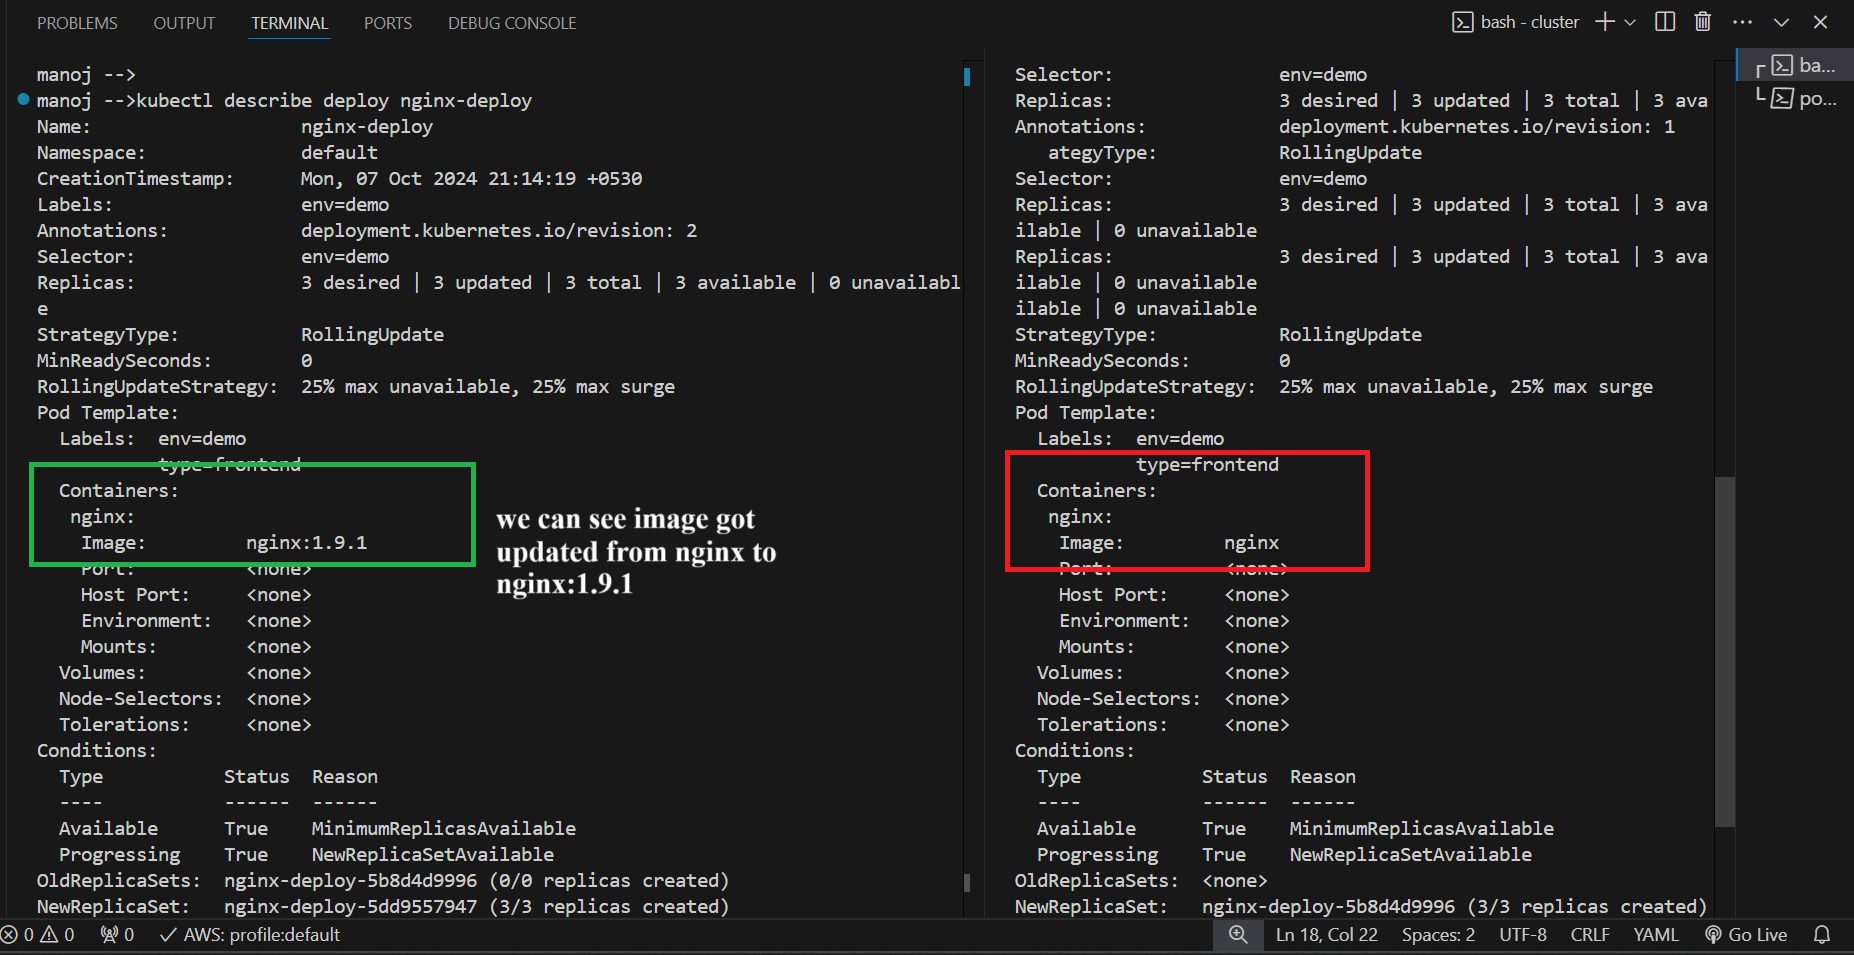 PROBLEMS OUTPUT TERMINAL PORTS DEBUG CONSOLE
bash - cluster
manoj -->
manoj -->kubectl describe deploy nginx-deploy
Name: nginx-deploy
Namespace: default
CreationTimestamp: Mon, 07 Oct 2024 21:14:19 +0530
Labels: env=demo
Annotations: deployment.kubernetes.io/revision: 2
Selector: env=demo
Replicas: 3 desired | 3 updated | 3 total | 3 available | 0 unavailabl
e
StrategyType: RollingUpdate
MinReadySeconds: 0
RollingUpdateStrategy: 25% max unavailable, 25% max surge
Pod Template:
Labels: env=demo
type=frontend
Containers:
nginx:
Image: nginx:1.9.1
Port: <none>
Host Port: <none>
Environment: <none>
Mounts: <none>
Volumes: <none>
Node-Selectors: <none>
Tolerations: <none>
Conditions:
Type Status Reason
---- ------ ------
Available True MinimumReplicasAvailable
Progressing True NewReplicaSetAvailable
OldReplicaSets: nginx-deploy-5b8d4d9996 (0/0 replicas created)
NewReplicaSet: nginx-deploy-5dd9557947 (3/3 replicas created)
we can see image got
updated from nginx to
nginx:1.9.1
Selector: env=demo
Replicas: 3 desired | 3 updated | 3 total | 3 ava
Annotations: deployment.kubernetes.io/revision: 1
ategyType: RollingUpdate
Selector: env=demo
Replicas: 3 desired | 3 updated | 3 total | 3 ava
ilable | 0 unavailable
Replicas: 3 desired | 3 updated | 3 total | 3 ava
ilable | 0 unavailable
ilable | 0 unavailable
StrategyType: RollingUpdate
MinReadySeconds: 0
RollingUpdateStrategy: 25% max unavailable, 25% max surge
Pod Template:
Labels: env=demo
type=frontend
Containers:
nginx:
Image: nginx
Port: <none>
Host Port: <none>
Environment: <none>
Mounts: <none>
Volumes: <none>
Node-Selectors: <none>
Tolerations: <none>
Conditions:
Type Status Reason
---- ------ ------
Available True MinimumReplicasAvailable
Progressing True NewReplicaSetAvailable
OldReplicaSets: <none>
NewReplicaSet: nginx-deploy-5b8d4d9996 (3/3 replicas created)
ba...
po...
0 0 0 AWS: profile:default Ln 18, Col 22 Spaces: 2 UTF-8 CRLF YAML Go Live